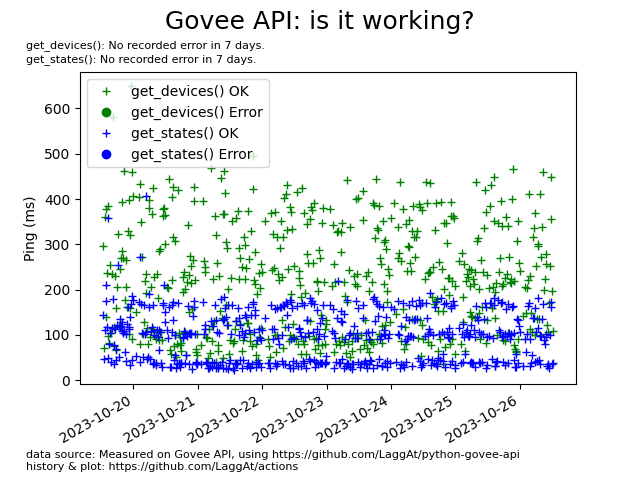 Govee API: is it working?
get_devices(): No recorded error in 7 days.
get_states(): No recorded error in 7 days.
get_devices() OK
get_devices() Error
get_states() OK
get_states() Error
Ping (ms)
600
500
400
300
200
100
0
2023-10-20
2023-10-21
2023-10-22
2023-10-23
2023-10-24
2023-10-25
2023-10-26
data source: Measured on Govee API, using https://github.com/LaggAt/python-govee-api
history & plot: https://github.com/LaggAt/actions